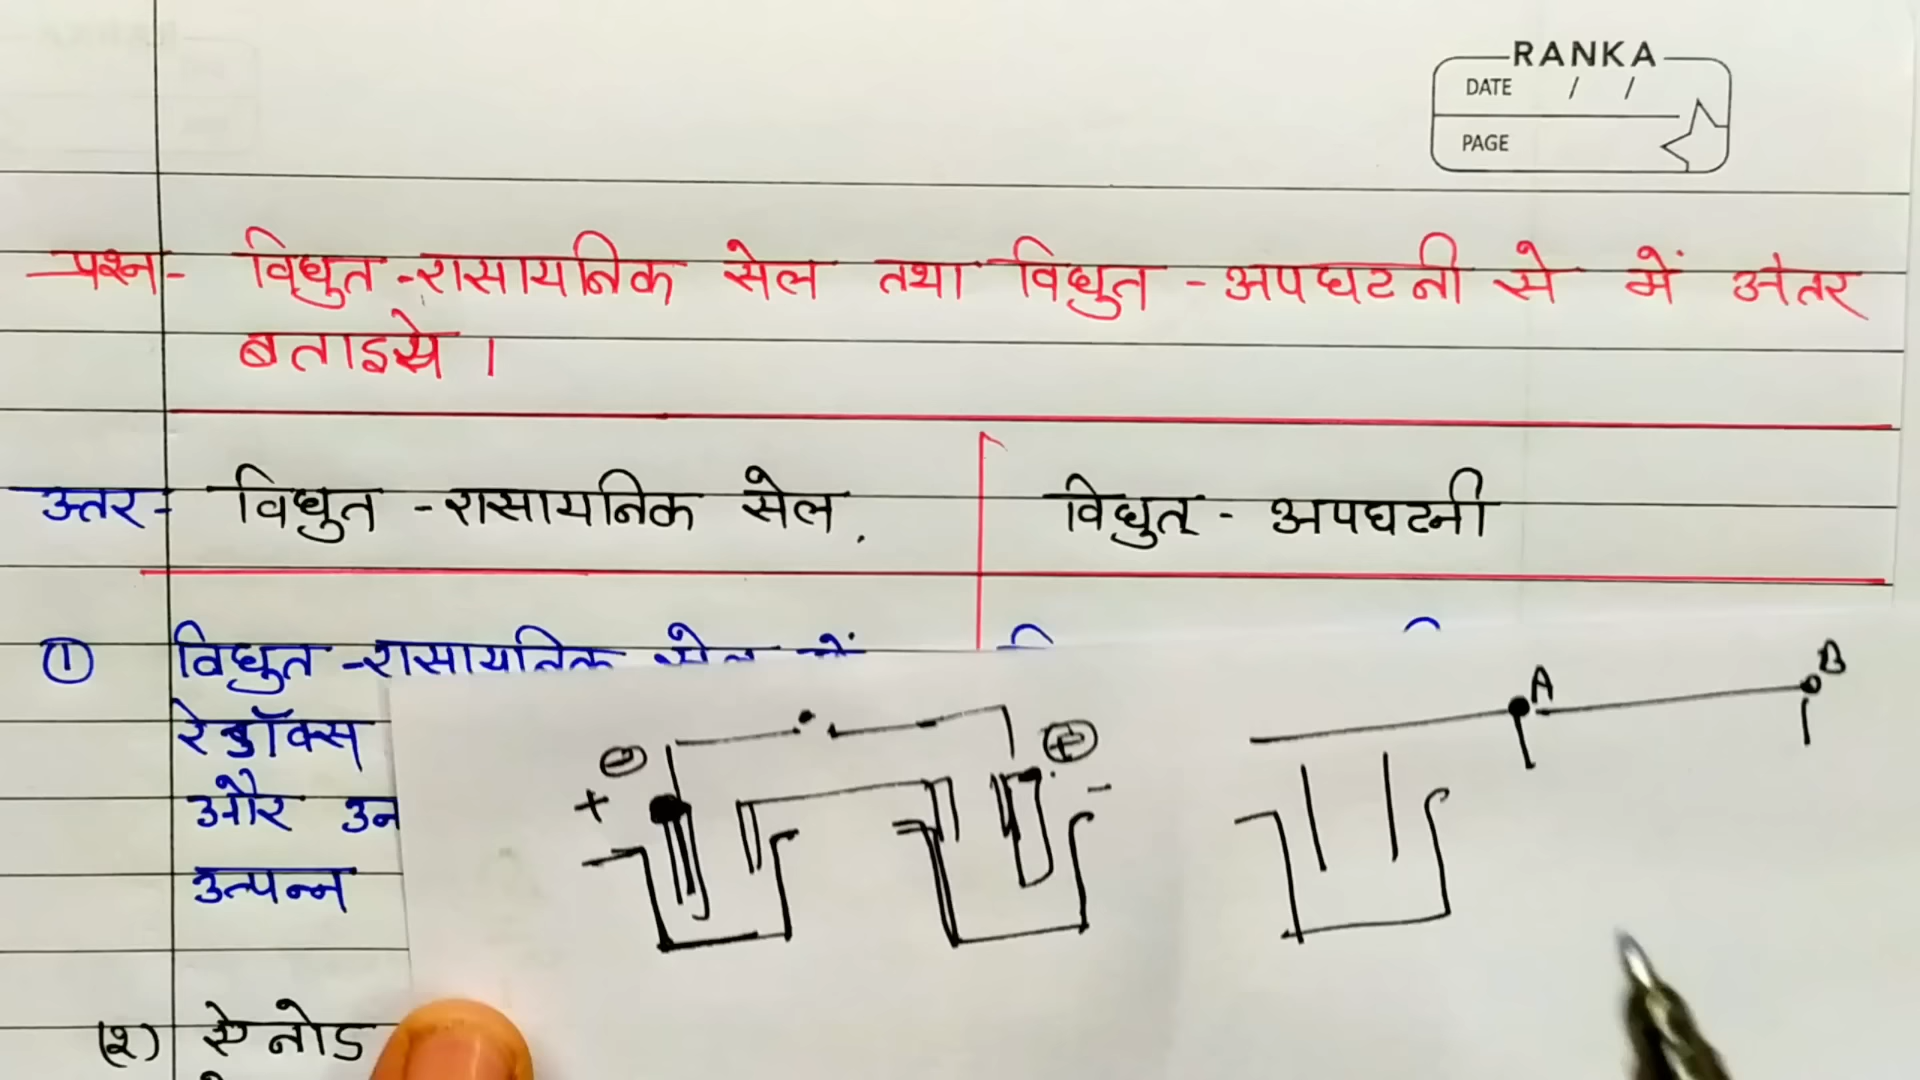 RANKA
DATE / /
PAGE
प्रश्न- विधुत-रासायनिक सेल तथा विधुत-अपघटनी से में अंतर
बताइये ।
उत्तर- विधुत-रासायनिक सेल. विधुत्-अपघटनी
① विधुत-रासायनिक सेल में
रेडॉक्स
और उन
उत्पन्न
(२) ऐनोड
⊖ ⊕
+ -
A B